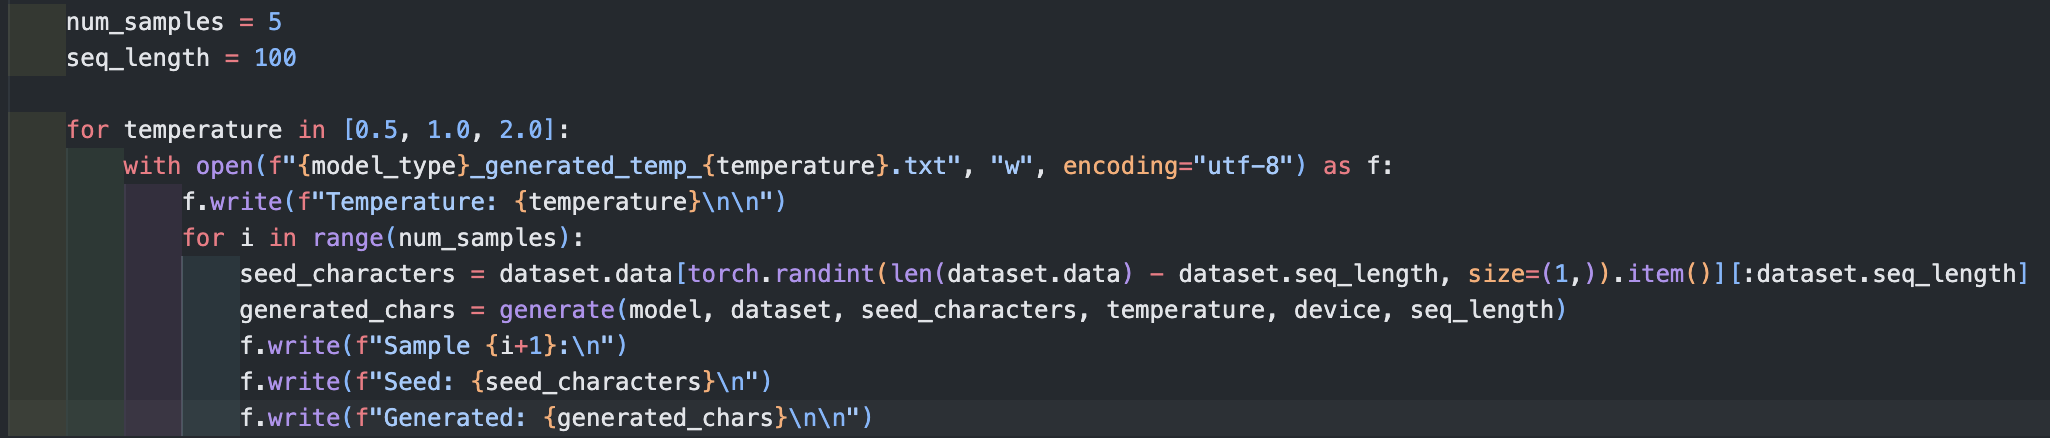 num_samples = 5
seq_length = 100
for temperature in [0.5, 1.0, 2.0]:
with open(f"{model_type}_generated_temp_{temperature}.txt", "w", encoding="utf-8") as f:
f.write(f"Temperature: {temperature}\n\n")
for i in range(num_samples):
seed_characters = dataset.data[torch.randint(len(dataset.data) - dataset.seq_length, size=(1,)).item()][:dataset.seq_length]
generated_chars = generate(model, dataset, seed_characters, temperature, device, seq_length)
f.write(f"Sample {i+1}:\n")
f.write(f"Seed: {seed_characters}\n")
f.write(f"Generated: {generated_chars}\n\n")